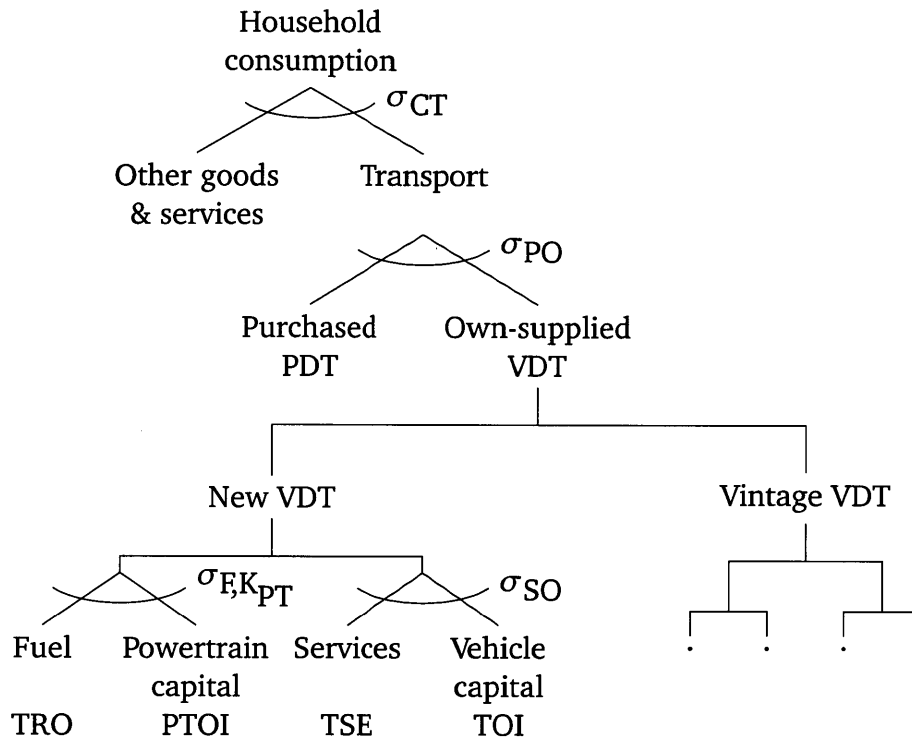 Household
consumption
σCT
Other goods
& services
Transport
σPO
Purchased
PDT
Own-supplied
VDT
New VDT
Vintage VDT
σF,KPT
σSO
Fuel
Powertrain
capital
Services
Vehicle
capital
TRO
PTOI
TSE
TOI